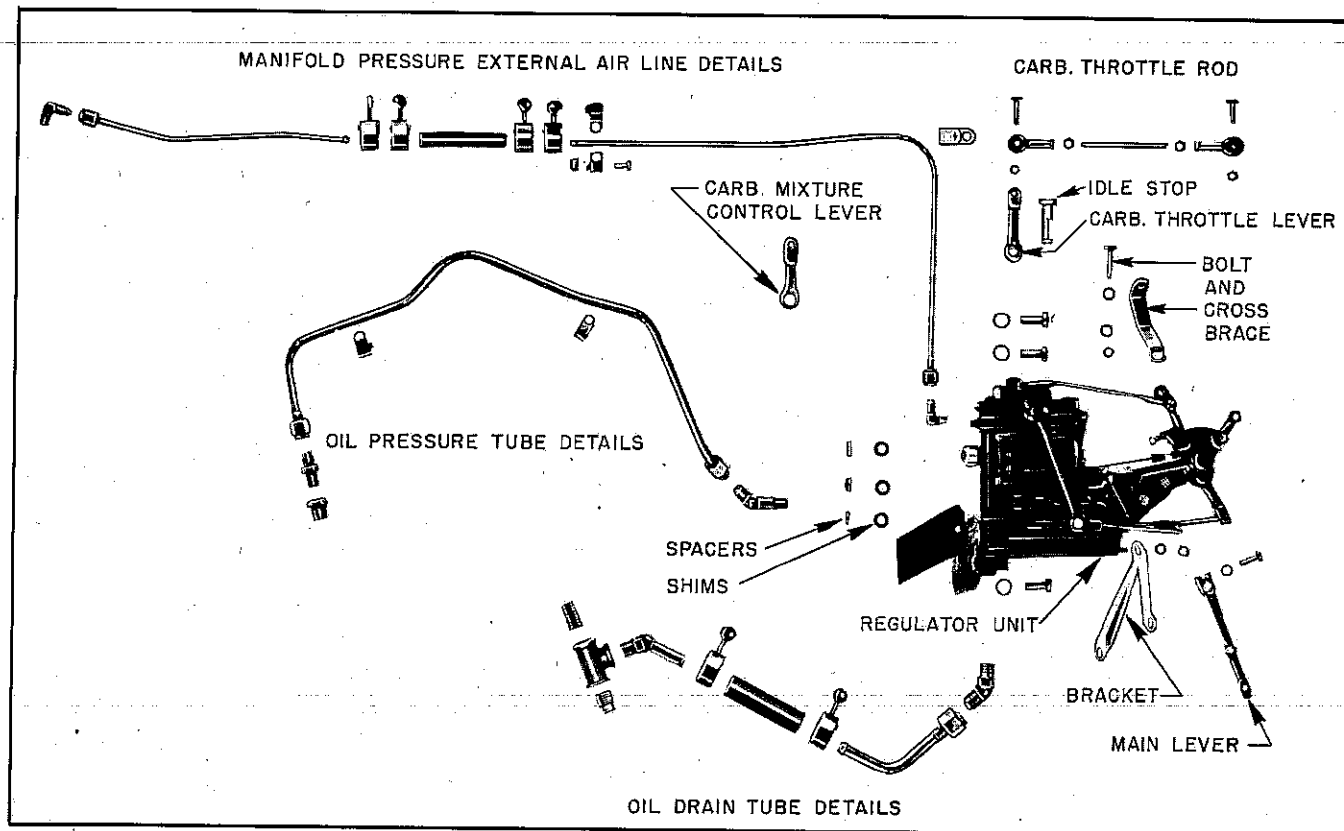 MANIFOLD PRESSURE EXTERNAL AIR LINE DETAILS
CARB. THROTTLE ROD
CARB. MIXTURE
CONTROL LEVER
IDLE STOP
CARB. THROTTLE LEVER
BOLT
AND
CROSS
BRACE
OIL PRESSURE TUBE DETAILS
SPACERS
SHIMS
REGULATOR UNIT
BRACKET
MAIN LEVER
OIL DRAIN TUBE DETAILS